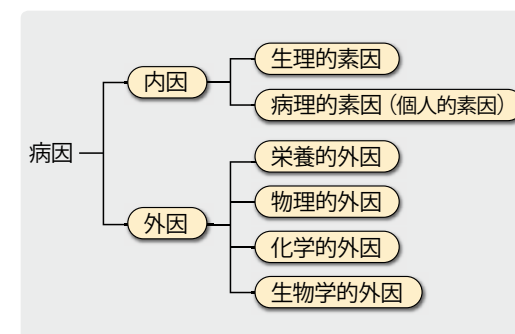 病因
内因
生理的素因
病理的素因（個人的素因）
外因
栄養的外因
物理的外因
化学的外因
生物学的外因